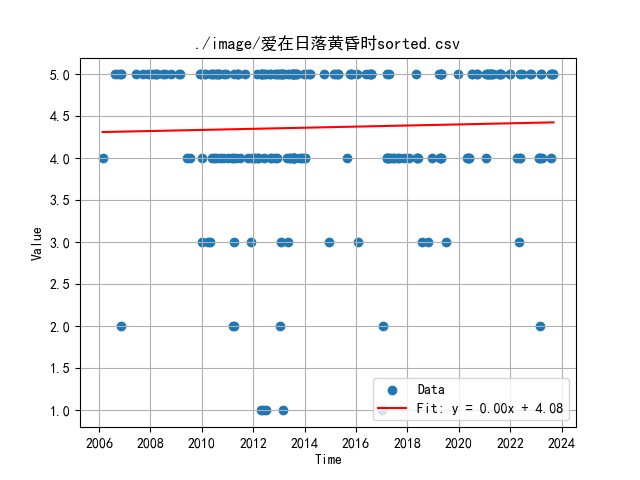 ./image/爱在日落黄昏时sorted.csv
5.0
4.5
4.0
3.5
3.0
2.5
2.0
1.5
1.0
Value
Data
Fit: y = 0.00x + 4.08
2006 2008 2010 2012 2014 2016 2018 2020 2022 2024
Time